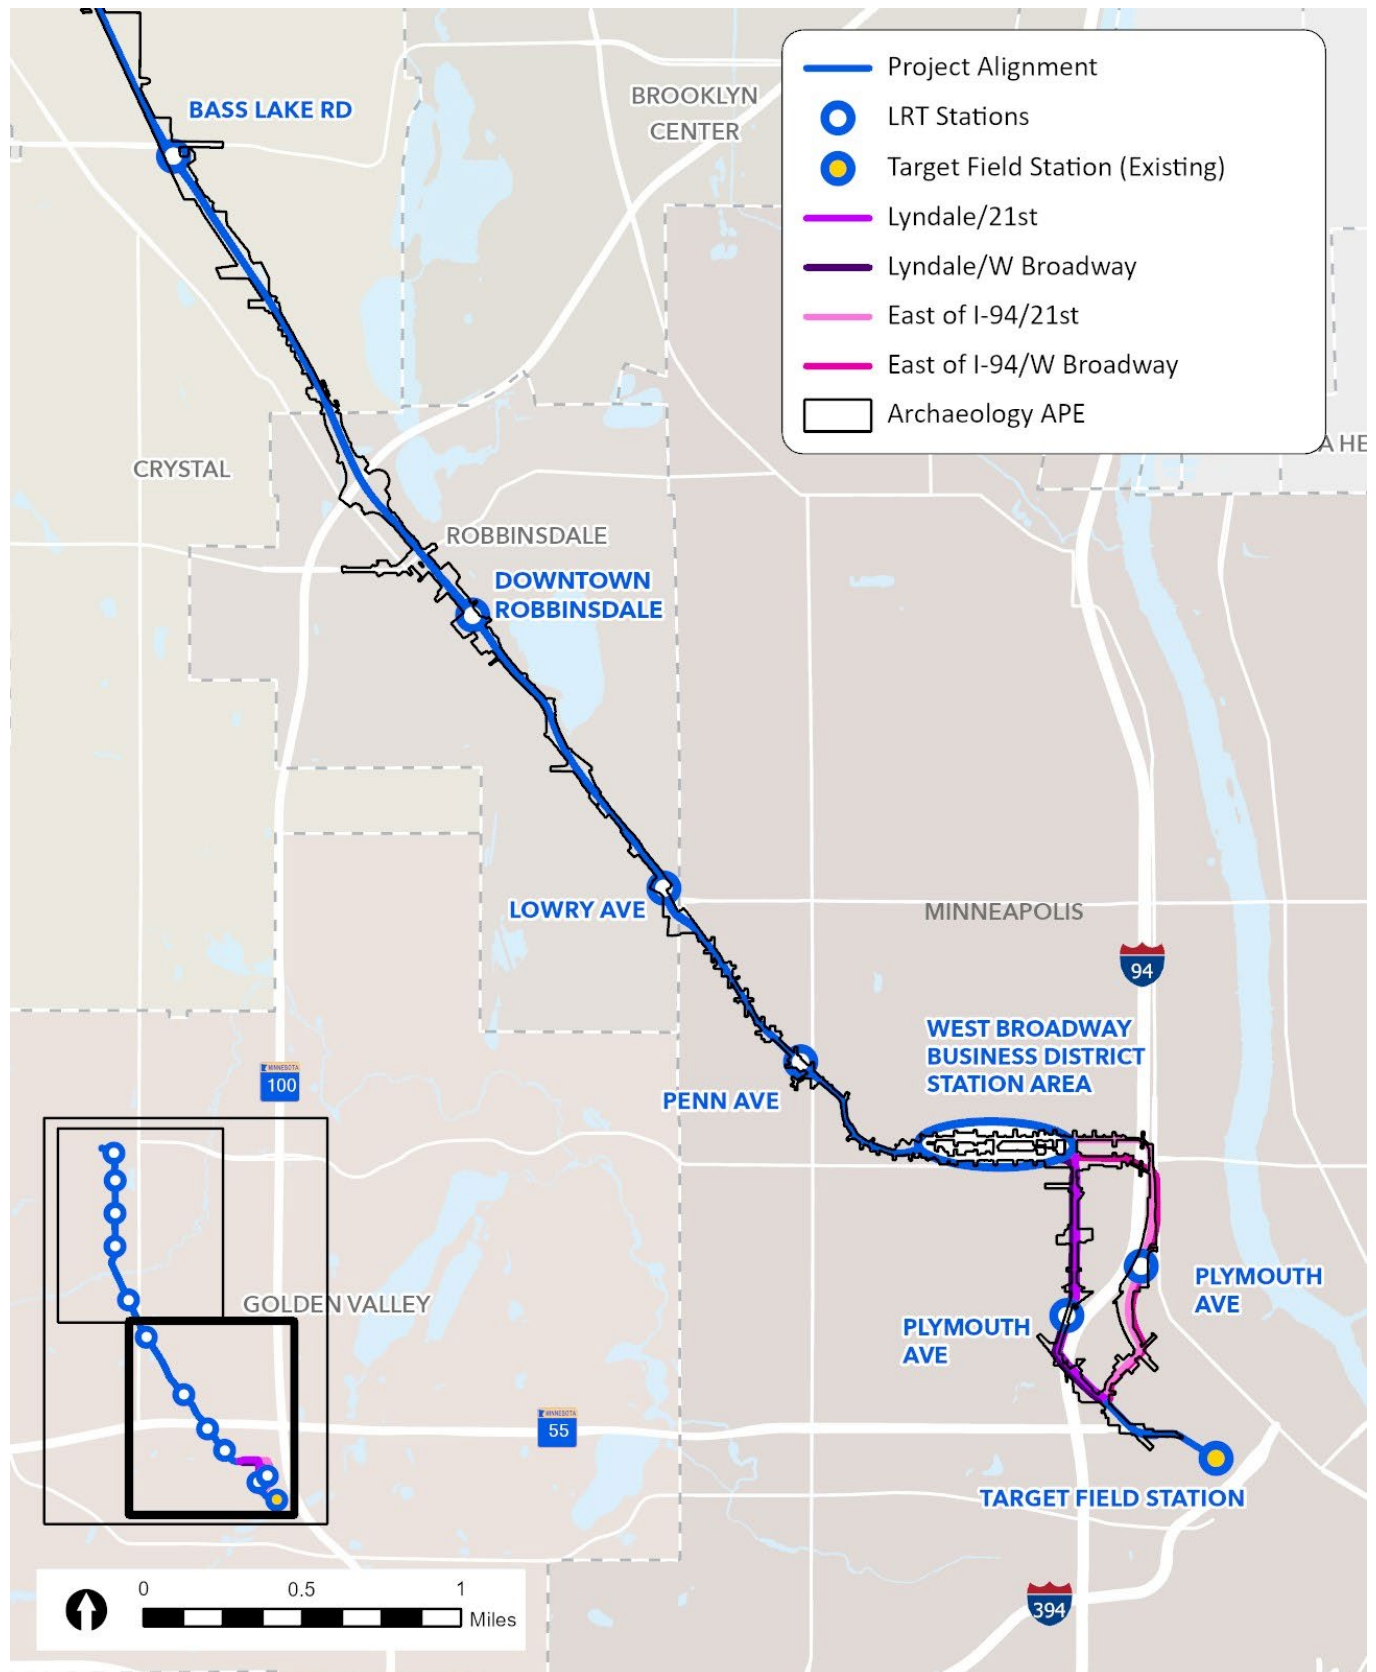 BASS LAKE RD
BROOKLYN
CENTER
Project Alignment
LRT Stations
Target Field Station (Existing)
Lyndale/21st
Lyndale/W Broadway
East of I-94/21st
East of I-94/W Broadway
Archaeology APE
A HE
CRYSTAL
ROBBINSDALE
DOWNTOWN
ROBBINSDALE
LOWRY AVE
MINNEAPOLIS
94
WEST BROADWAY
BUSINESS DISTRICT
STATION AREA
MINNESOTA
100
PENN AVE
GOLDEN VALLEY
PLYMOUTH
AVE
PLYMOUTH
AVE
MINNESOTA
55
TARGET FIELD STATION
394
0 0.5 1
Miles